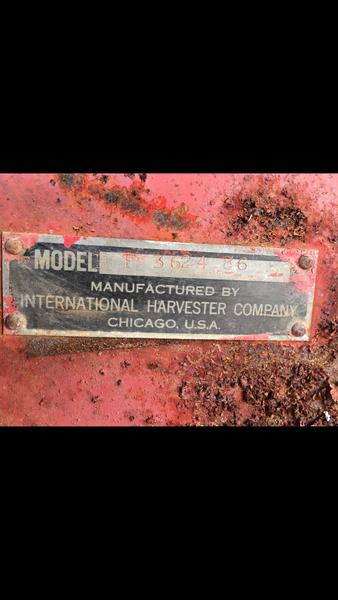 MODEL 3624 86
MANUFACTURED BY
INTERNATIONAL HARVESTER COMPANY
CHICAGO, U.S.A.